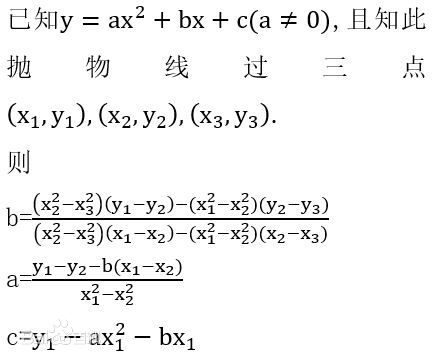 已知y = ax² + bx + c(a ≠ 0), 且知此
抛物线过三点
(x₁, y₁), (x₂, y₂), (x₃, y₃).
则
b=\frac{(x₂²−x₃²)(y₁−y₂)−(x₁²−x₂²)(y₂−y₃)}{(x₂²−x₃²)(x₁−x₂)−(x₁²−x₂²)(x₂−x₃)}
a=\frac{y₁−y₂−b(x₁−x₂)}{x₁²−x₂²}
c=y₁ − ax₁² − bx₁